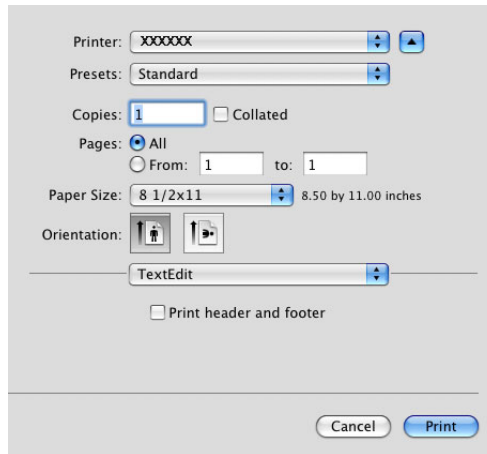 Printer: XXXXXX
Presets: Standard
Copies: 1 Collated
Pages: All
From: 1 to: 1
Paper Size: 8 1/2x11 8.50 by 11.00 inches
Orientation:
TextEdit
Print header and footer
Cancel Print